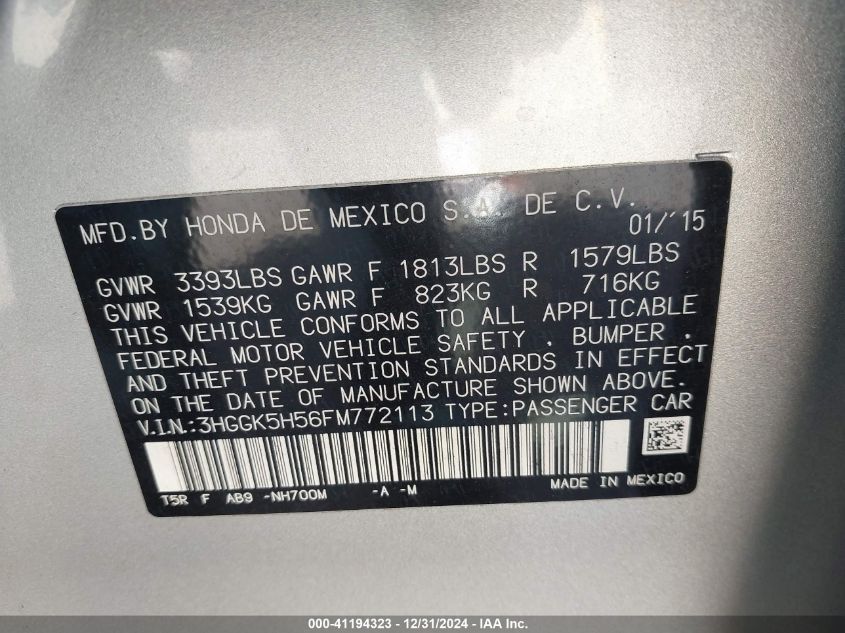 MFD.BY HONDA DE MEXICO S.A. DE C.V.
01/'15
GVWR 3393LBS GAWR F 1813LBS R 1579LBS
GVWR 1539KG GAWR F 823KG R 716KG
THIS VEHICLE CONFORMS TO ALL APPLICABLE
FEDERAL MOTOR VEHICLE SAFETY , BUMPER ,
AND THEFT PREVENTION STANDARDS IN EFFECT
ON THE DATE OF MANUFACTURE SHOWN ABOVE.
V.I.N.:3HGGK5H56FM772113 TYPE:PASSENGER CAR
T5R F AB9 -NH700M -A -M MADE IN MEXICO
000-41194323 - 12/31/2024 - IAA Inc.